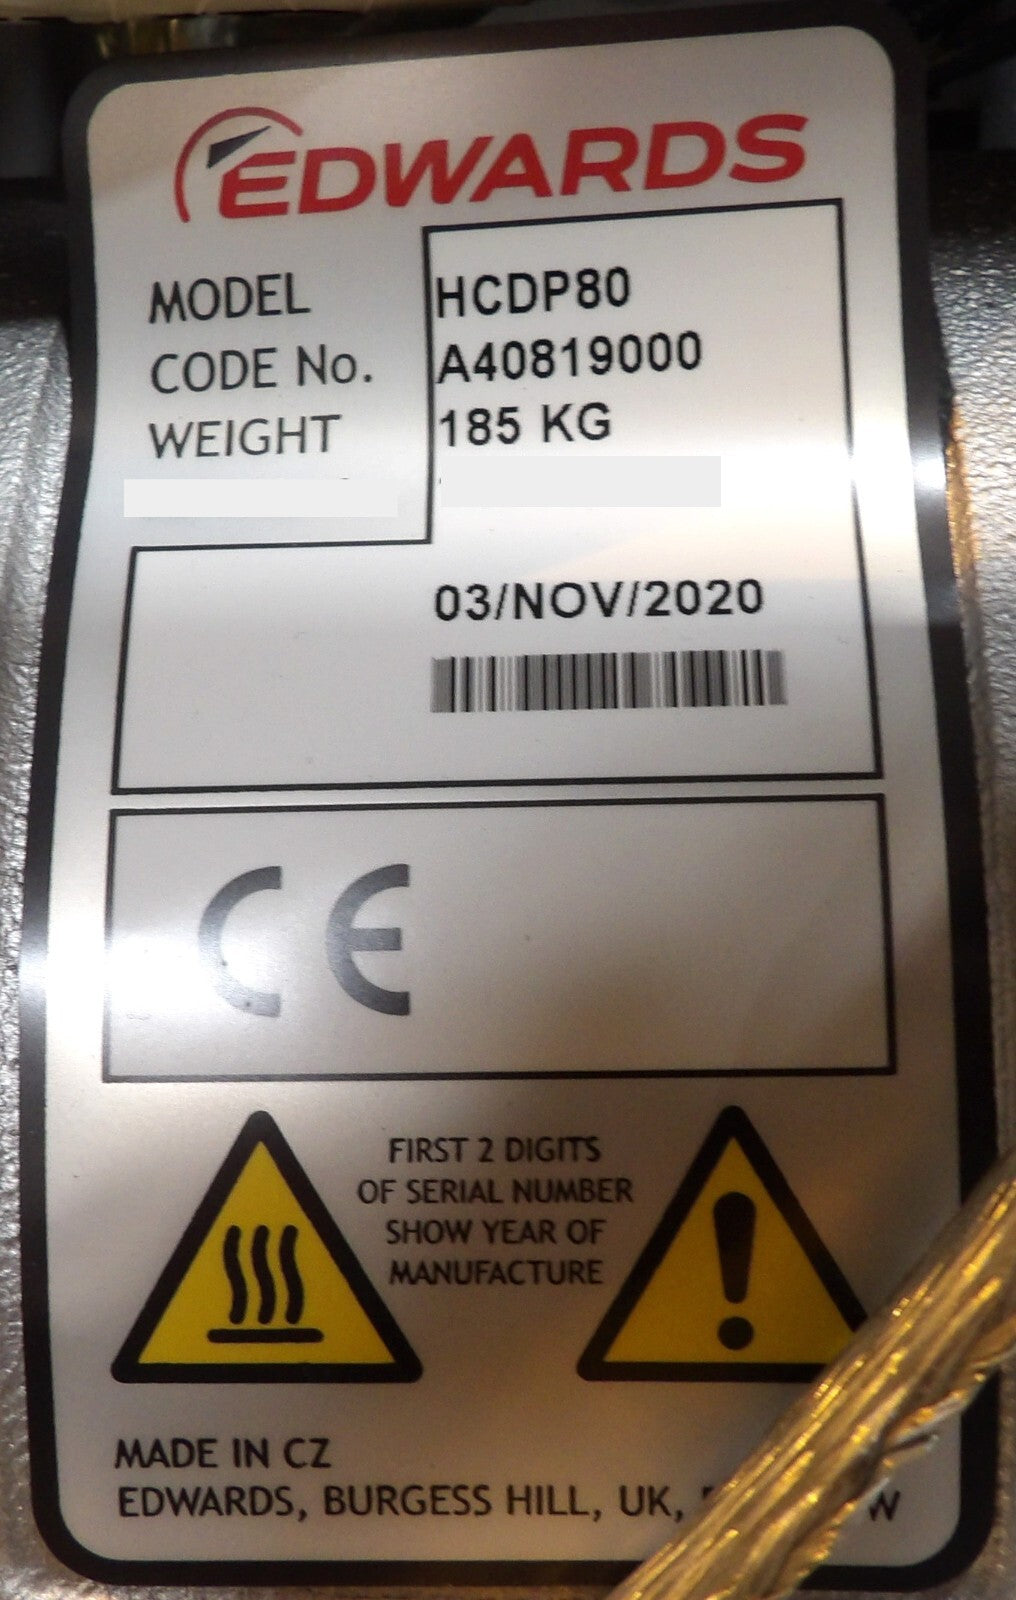 EDWARDS
MODEL HCDP80
CODE No. A40819000
WEIGHT 185 KG
03/NOV/2020
CE
FIRST 2 DIGITS
OF SERIAL NUMBER
SHOW YEAR OF
MANUFACTURE
MADE IN CZ
EDWARDS, BURGESS HILL, UK,